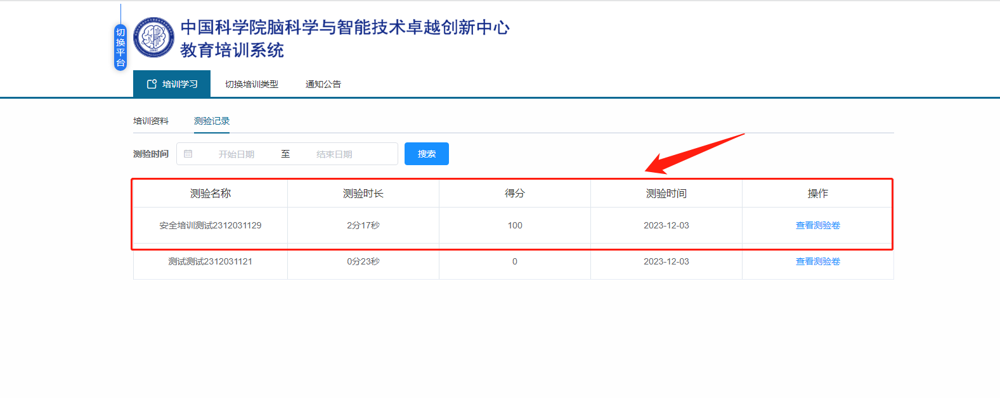 切换平台
中国科学院脑科学与智能技术卓越创新中心
教育培训系统
培训学习 切换培训类型 通知公告
培训资料 测验记录
测验时间 开始日期 至 结束日期 搜索
测验名称 测验时长 得分 测验时间 操作
安全培训测试2312031129 2分17秒 100 2023-12-03 查看测验卷
测试测试2312031121 0分23秒 0 2023-12-03 查看测验卷